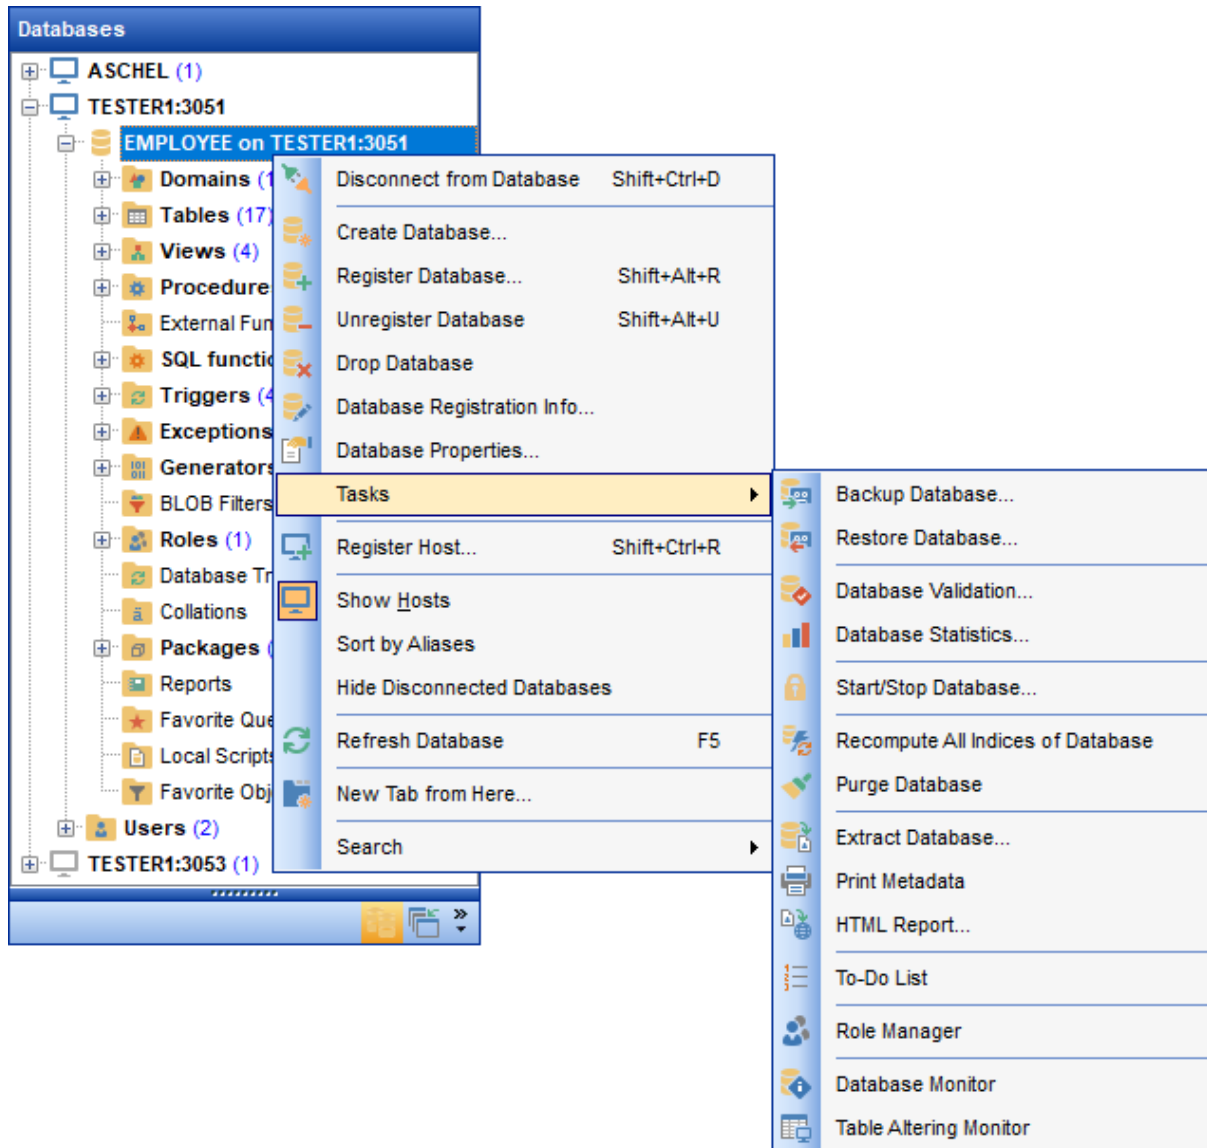 Databases
ASCHEL (1)
TESTER1:3051
EMPLOYEE on TESTER1:3051
Domains (1
Tables (17)
Views (4)
Procedure
External Fun
SQL functio
Triggers (4
Exceptions
Generators
BLOB Filters
Roles (1)
Database Tr
Collations
Packages (
Reports
Favorite Que
Local Scripts
Favorite Obj
Users (2)
TESTER1:3053 (1)
Disconnect from Database Shift+Ctrl+D
Create Database...
Register Database... Shift+Alt+R
Unregister Database Shift+Alt+U
Drop Database
Database Registration Info...
Database Properties...
Tasks
Register Host... Shift+Ctrl+R
Show Hosts
Sort by Aliases
Hide Disconnected Databases
Refresh Database F5
New Tab from Here...
Search
Backup Database...
Restore Database...
Database Validation...
Database Statistics...
Start/Stop Database...
Recompute All Indices of Database
Purge Database
Extract Database...
Print Metadata
HTML Report...
To-Do List
Role Manager
Database Monitor
Table Altering Monitor